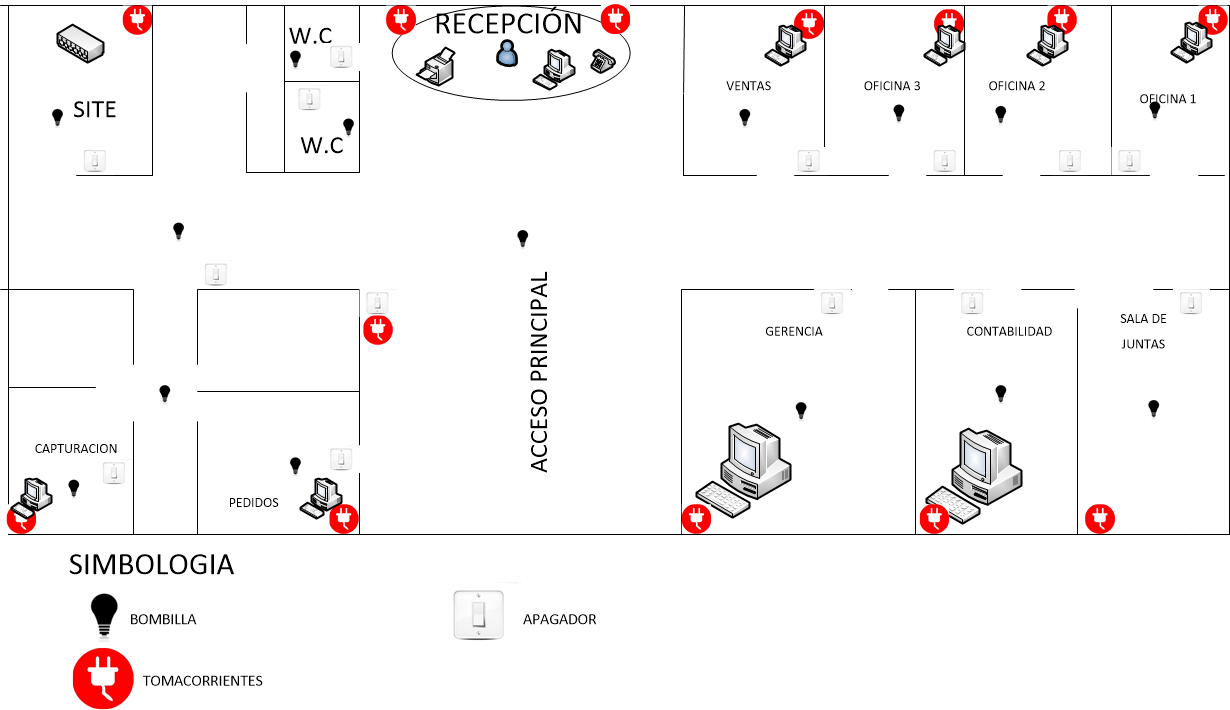 RECEPCIÓN
W.C
SITE
W.C
VENTAS
OFICINA 3
OFICINA 2
OFICINA 1
ACCESO PRINCIPAL
GERENCIA
CONTABILIDAD
SALA DE
JUNTAS
CAPTURACION
PEDIDOS
SIMBOLOGIA
BOMBILLA
APAGADOR
TOMACORRIENTES